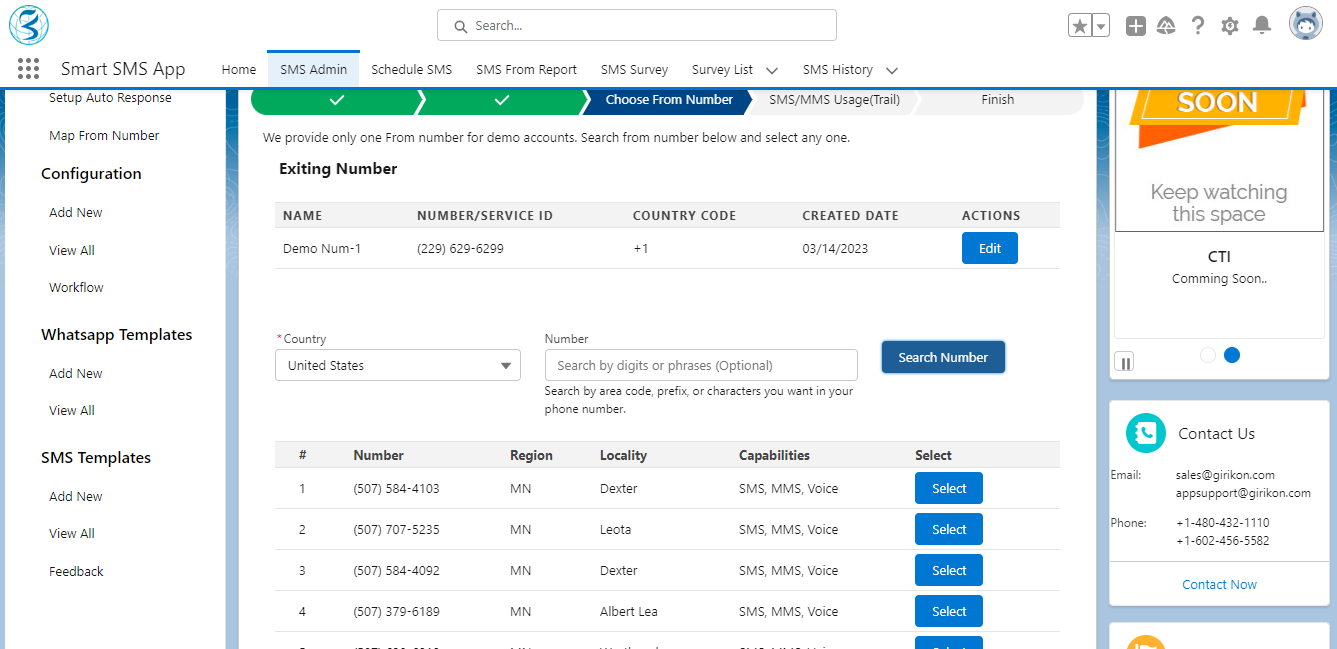 Search...
Smart SMS App
Home
SMS Admin
Schedule SMS
SMS From Report
SMS Survey
Survey List
SMS History
Setup Auto Response
Map From Number
Configuration
Add New
View All
Workflow
Whatsapp Templates
Add New
View All
SMS Templates
Add New
View All
Feedback
Choose From Number
SMS/MMS Usage(Trail)
Finish
We provide only one From number for demo accounts. Search from number below and select any one.
Exiting Number
NAME NUMBER/SERVICE ID COUNTRY CODE CREATED DATE ACTIONS
Demo Num-1 (229) 629-6299 +1 03/14/2023 Edit
*Country
United States
Number
Search by digits or phrases (Optional)
Search by area code, prefix, or characters you want in your
phone number.
Search Number
# Number Region Locality Capabilities Select
1 (507) 584-4103 MN Dexter SMS, MMS, Voice Select
2 (507) 707-5235 MN Leota SMS, MMS, Voice Select
3 (507) 584-4092 MN Dexter SMS, MMS, Voice Select
4 (507) 379-6189 MN Albert Lea SMS, MMS, Voice Select
SOON
Keep watching
this space
CTI
Comming Soon..
Contact Us
Email: sales@girikon.com
appsupport@girikon.com
Phone: +1-480-432-1110
+1-602-456-5582
Contact Now